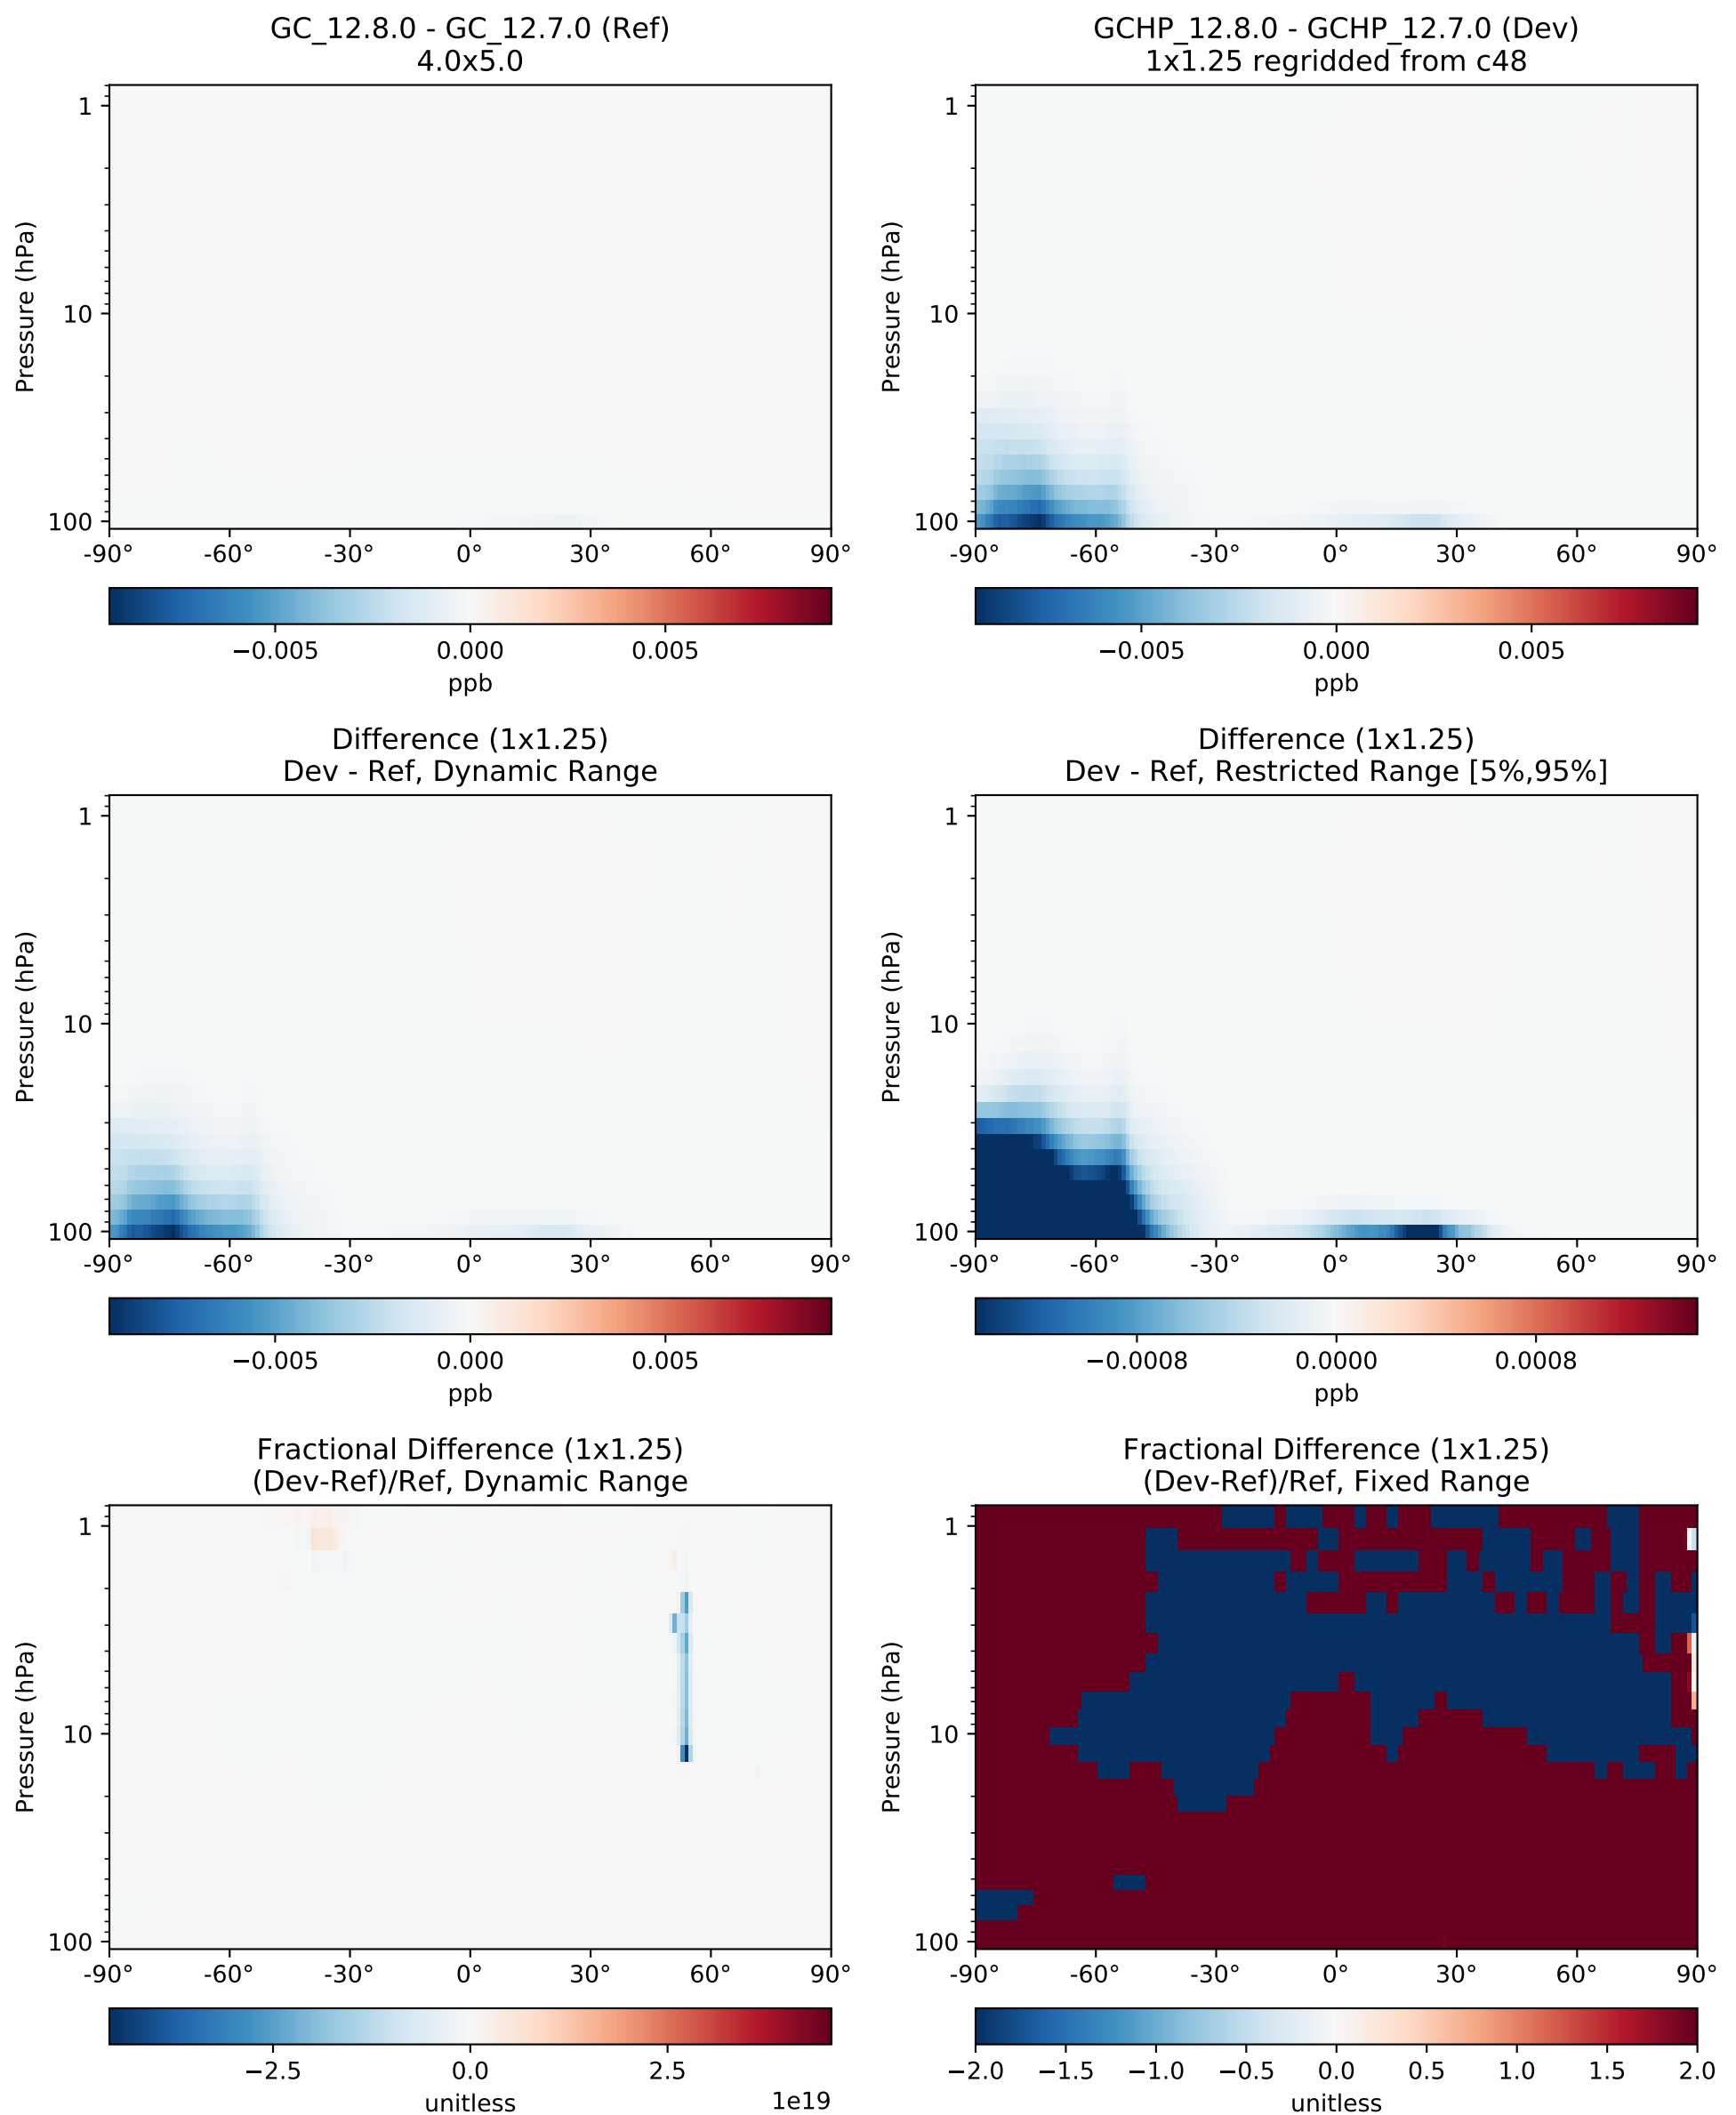 GC_12.8.0 - GC_12.7.0 (Ref)
4.0x5.0
Pressure (hPa)
1
10
100
-90° -60° -30° 0° 30° 60° 90°
−0.005 0.000 0.005
ppb
GCHP_12.8.0 - GCHP_12.7.0 (Dev)
1x1.25 regridded from c48
Pressure (hPa)
1
10
100
-90° -60° -30° 0° 30° 60° 90°
−0.005 0.000 0.005
ppb
Difference (1x1.25)
Dev - Ref, Dynamic Range
Pressure (hPa)
1
10
100
-90° -60° -30° 0° 30° 60° 90°
−0.005 0.000 0.005
ppb
Difference (1x1.25)
Dev - Ref, Restricted Range [5%,95%]
Pressure (hPa)
1
10
100
-90° -60° -30° 0° 30° 60° 90°
−0.0008 0.0000 0.0008
ppb
Fractional Difference (1x1.25)
(Dev-Ref)/Ref, Dynamic Range
Pressure (hPa)
1
10
100
-90° -60° -30° 0° 30° 60° 90°
−2.5 0.0 2.5
unitless 1e19
Fractional Difference (1x1.25)
(Dev-Ref)/Ref, Fixed Range
Pressure (hPa)
1
10
100
-90° -60° -30° 0° 30° 60° 90°
−2.0 −1.5 −1.0 −0.5 0.0 0.5 1.0 1.5 2.0
unitless